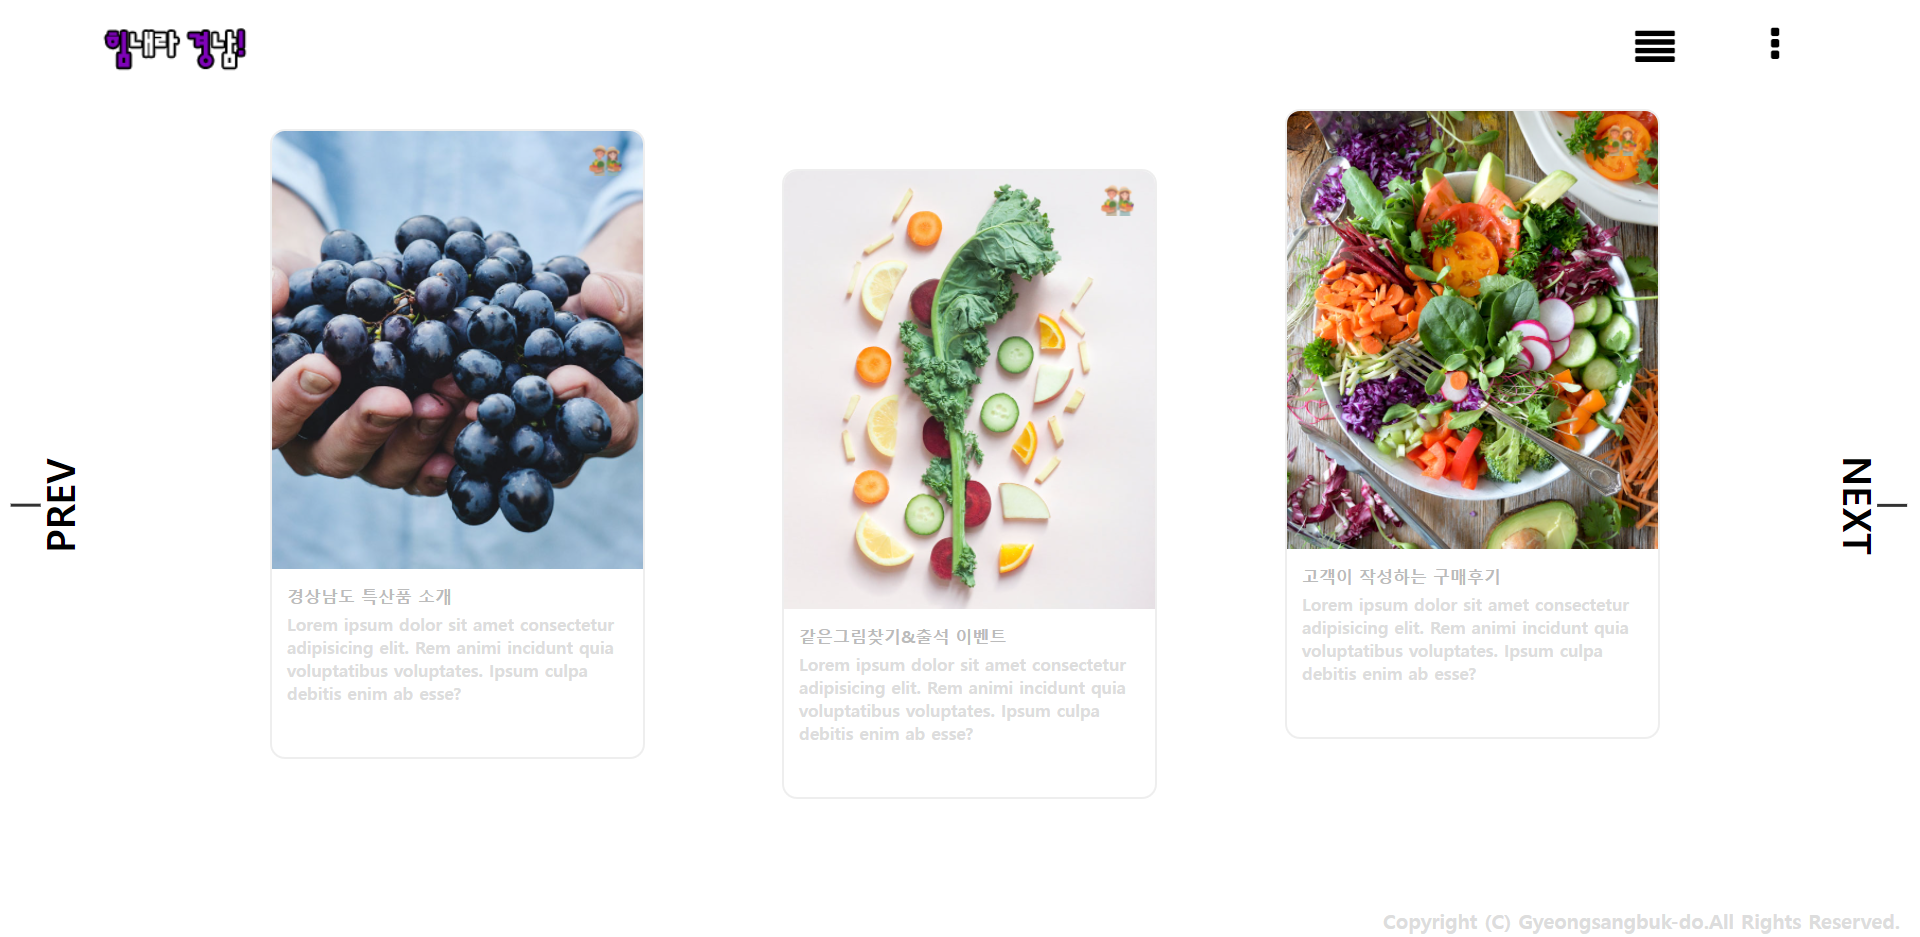 힘내라 경남!
PREV
경상남도 특산품 소개
Lorem ipsum dolor sit amet consectetur
adipisicing elit. Rem animi incidunt quia
voluptatibus voluptates. Ipsum culpa
debitis enim ab esse?
같은그림찾기&출석 이벤트
Lorem ipsum dolor sit amet consectetur
adipisicing elit. Rem animi incidunt quia
voluptatibus voluptates. Ipsum culpa
debitis enim ab esse?
고객이 작성하는 구매후기
Lorem ipsum dolor sit amet consectetur
adipisicing elit. Rem animi incidunt quia
voluptatibus voluptates. Ipsum culpa
debitis enim ab esse?
NEXT
Copyright (C) Gyeongsangbuk-do.All Rights Reserved.